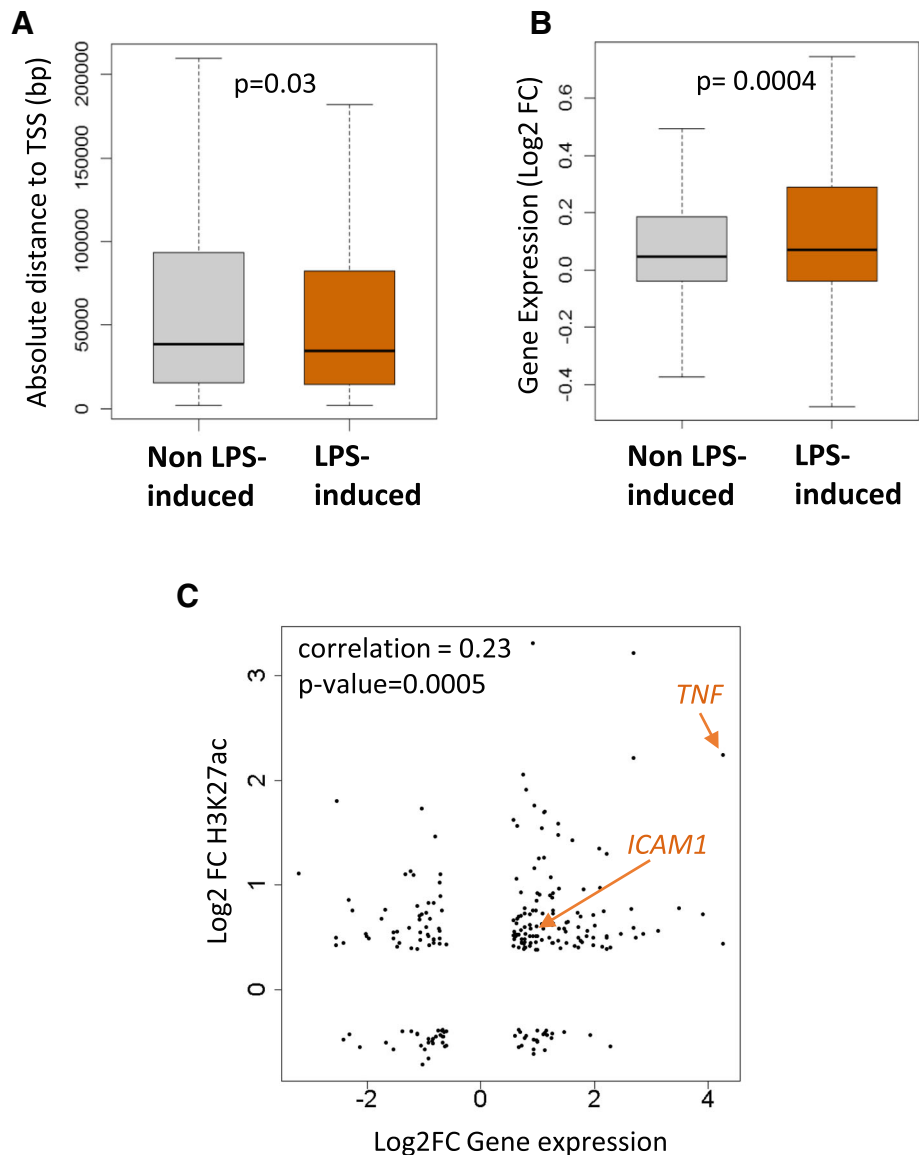 A
Absolute distance to TSS (bp)
200000
150000
100000
50000
0
p=0.03
Non LPS-
induced
LPS-
induced
B
Gene Expression (Log2 FC)
0.6
0.4
0.2
0.0
-0.2
-0.4
p= 0.0004
Non LPS-
induced
LPS-
induced
C
correlation = 0.23
p-value=0.0005
TNF
ICAM1
Log2 FC H3K27ac
3
2
1
0
-2 0 2 4
Log2FC Gene expression